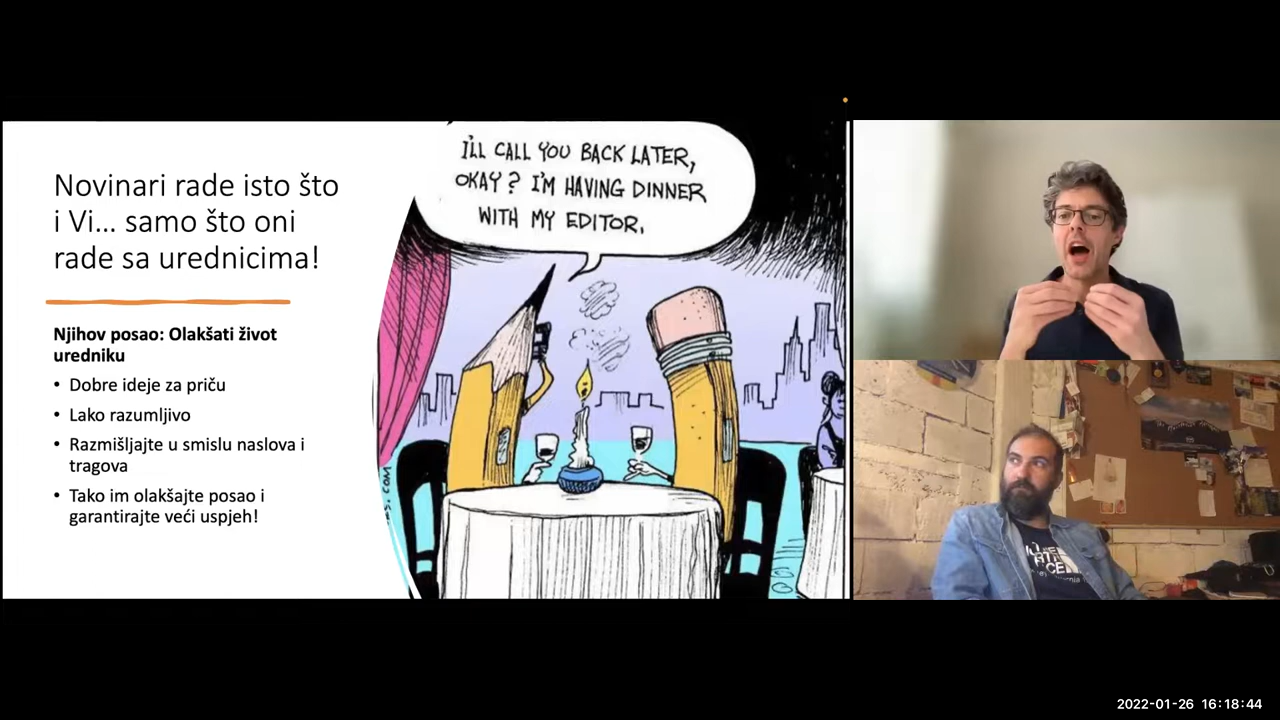 Novinari rade isto što
i Vi... samo što oni
rade sa urednicima!
Njihov posao: Olakšati život
uredniku
• Dobre ideje za priču
• Lako razumljivo
• Razmišljajte u smislu naslova i
tragova
• Tako im olakšajte posao i
garantirajte veći uspjeh!
I'LL CALL YOU BACK LATER,
OKAY? I'M HAVING DINNER
WITH MY EDITOR.
ES.COM
2022-01-26 16:18:44